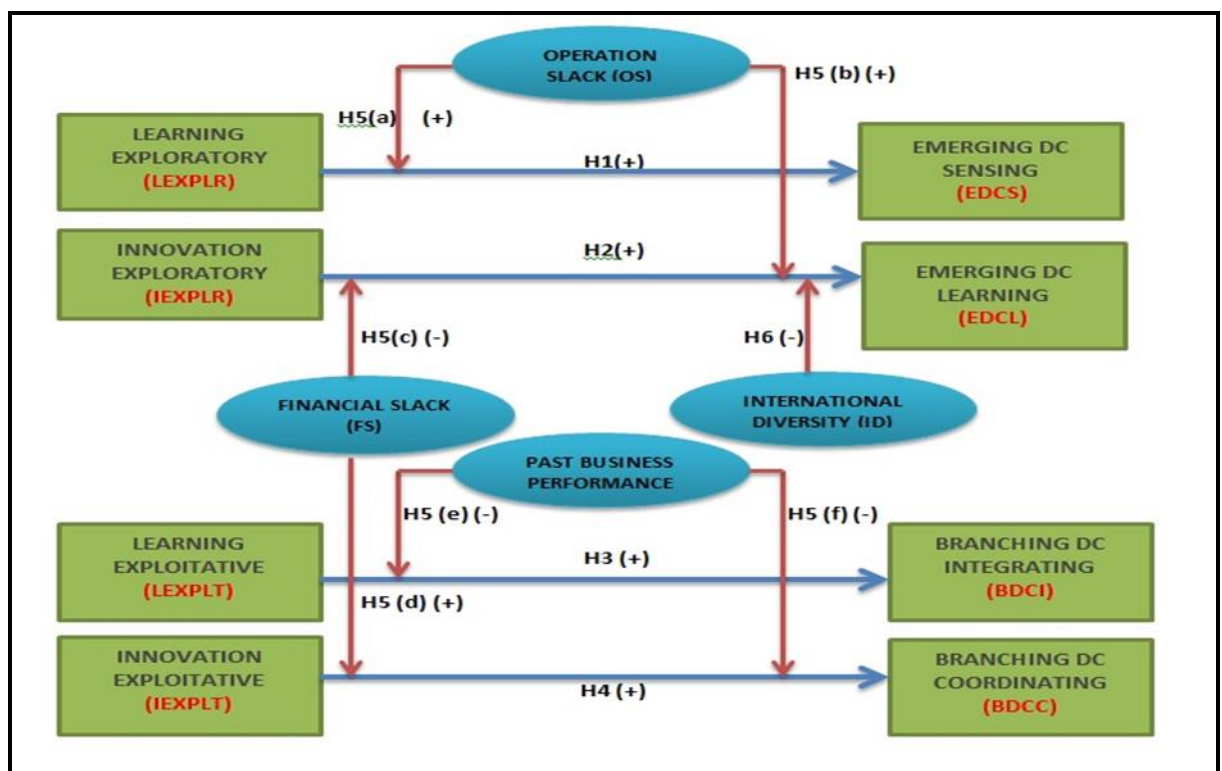 OPERATION
SLACK (OS)
H5 (b) (+)
H5(a) (+)
LEARNING
EXPLORATORY
(LEXPLR)
H1(+)
EMERGING DC
SENSING
(EDCS)
INNOVATION
EXPLORATORY
(IEXPLR)
H2(+)
EMERGING DC
LEARNING
(EDCL)
H5(c) (-)
H6 (-)
FINANCIAL SLACK
(FS)
INTERNATIONAL
DIVERSITY (ID)
PAST BUSINESS
PERFORMANCE
H5 (e) (-)
H5 (f) (-)
LEARNING
EXPLOITATIVE
(LEXPLT)
H3 (+)
BRANCHING DC
INTEGRATING
(BDCI)
H5 (d) (+)
INNOVATION
EXPLOITATIVE
(IEXPLT)
H4 (+)
BRANCHING DC
COORDINATING
(BDCC)